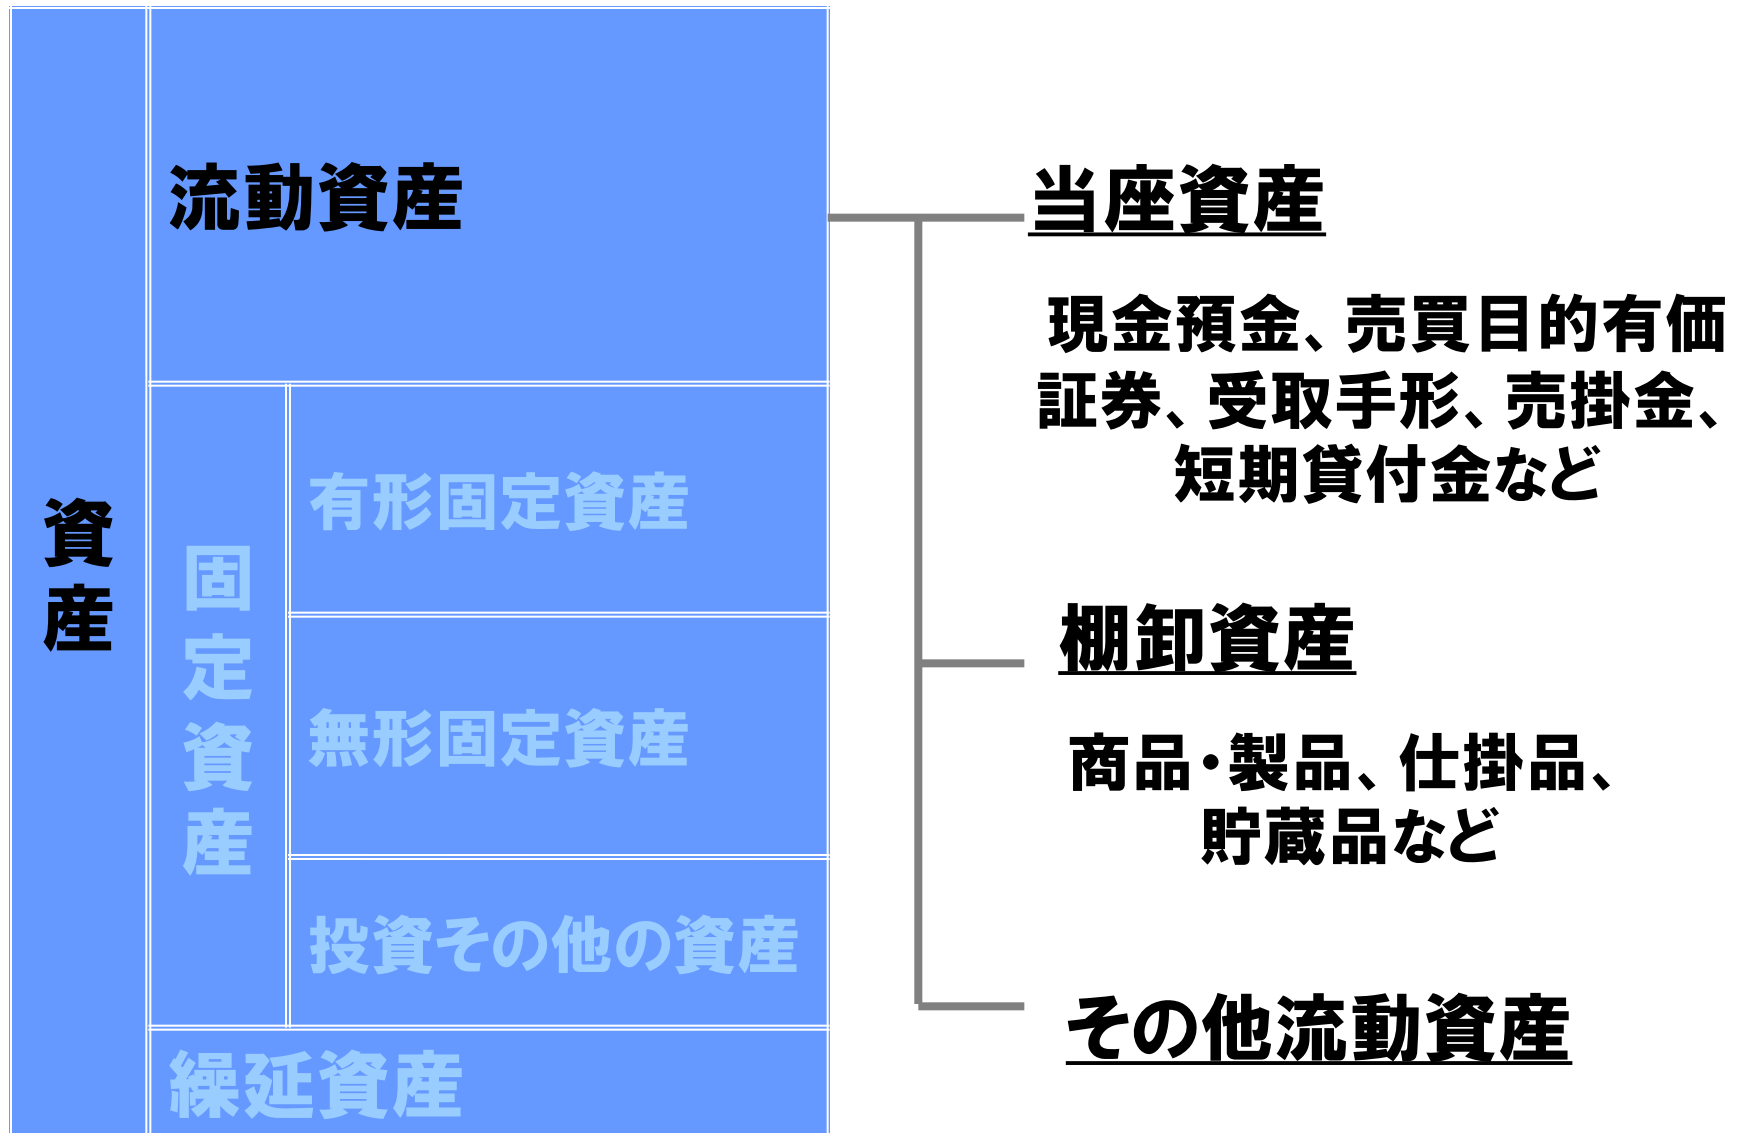 資産
流動資産
固定資産
有形固定資産
無形固定資産
投資その他の資産
繰延資産
当座資産
現金預金、売買目的有価
証券、受取手形、売掛金、
短期貸付金など
棚卸資産
商品・製品、仕掛品、
貯蔵品など
その他流動資産